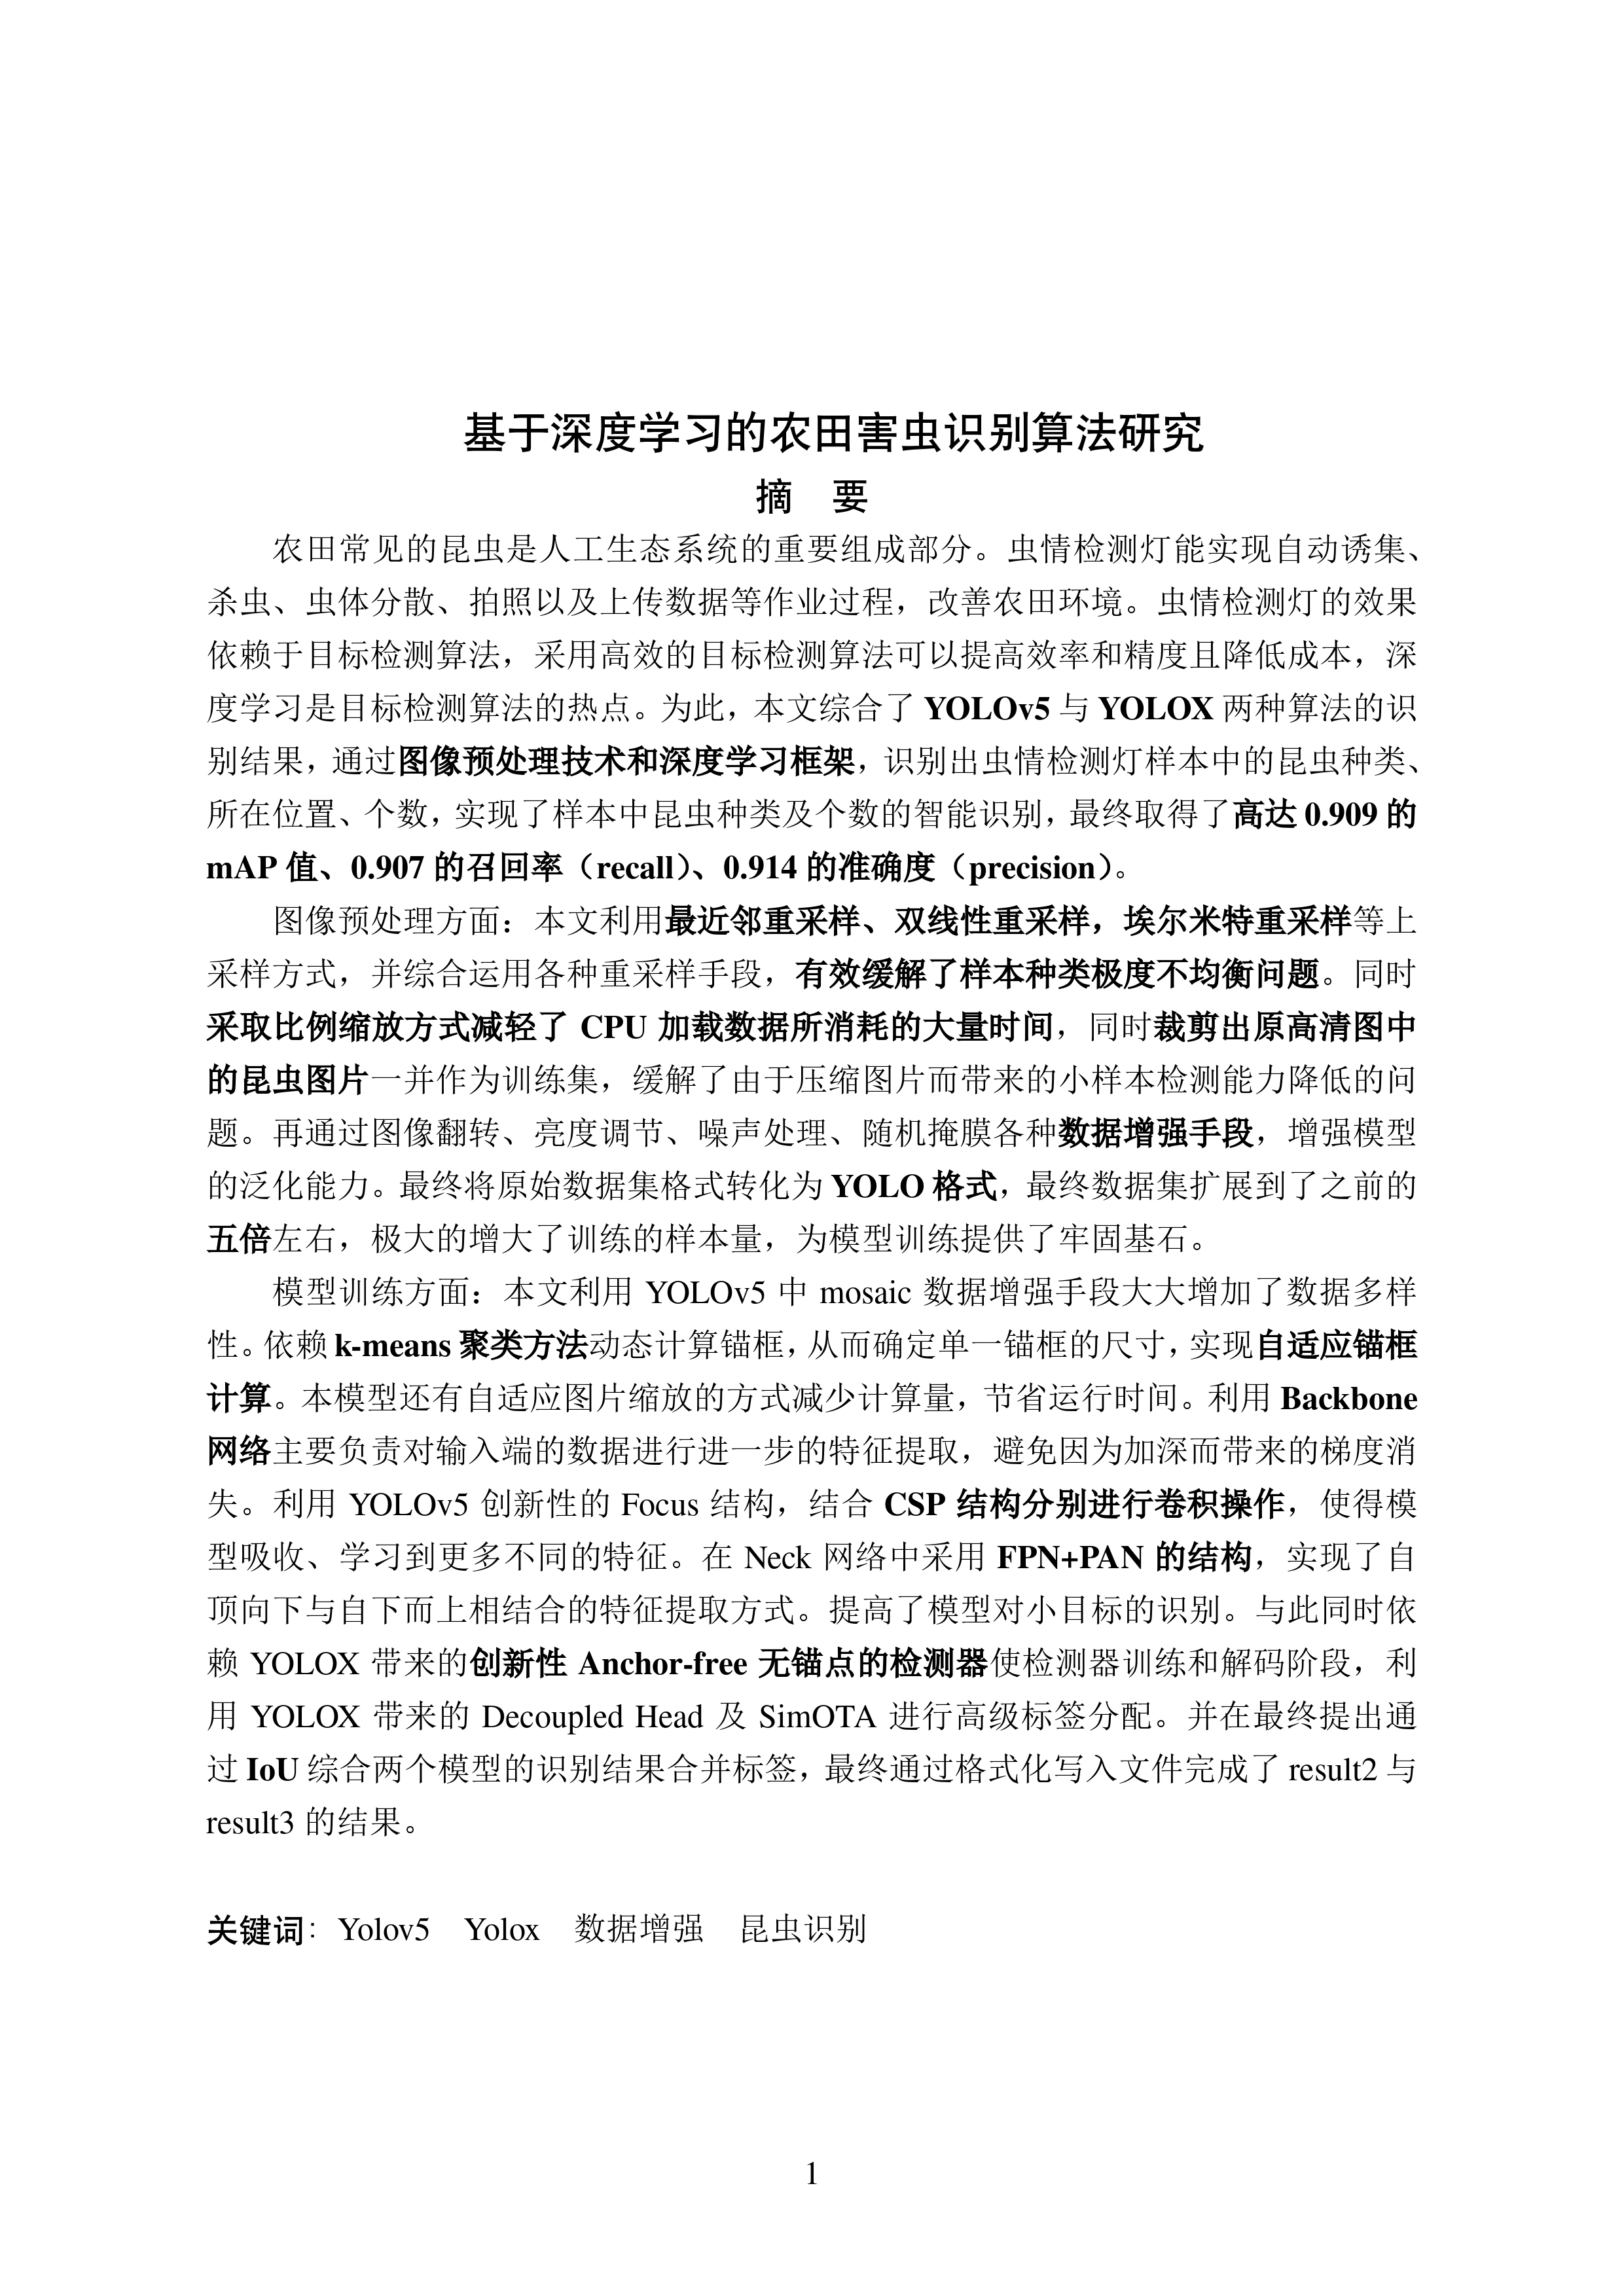 基于深度学习的农田害虫识别算法研究
摘 要
农田常见的昆虫是人工生态系统的重要组成部分。虫情检测灯能实现自动诱集、
杀虫、虫体分散、拍照以及上传数据等作业过程，改善农田环境。虫情检测灯的效果
依赖于目标检测算法，采用高效的目标检测算法可以提高效率和精度且降低成本，深
度学习是目标检测算法的热点。为此，本文综合了 YOLOv5 与 YOLOX 两种算法的识
别结果，通过图像预处理技术和深度学习框架，识别出虫情检测灯样本中的昆虫种类、
所在位置、个数，实现了样本中昆虫种类及个数的智能识别，最终取得了高达 0.909 的
mAP 值、0.907 的召回率（recall）、0.914 的准确度（precision）。
图像预处理方面：本文利用最近邻重采样、双线性重采样，埃尔米特重采样等上
采样方式，并综合运用各种重采样手段，有效缓解了样本种类极度不均衡问题。同时
采取比例缩放方式减轻了 CPU 加载数据所消耗的大量时间，同时裁剪出原高清图中
的昆虫图片一并作为训练集，缓解了由于压缩图片而带来的小样本检测能力降低的问
题。再通过图像翻转、亮度调节、噪声处理、随机掩膜各种数据增强手段，增强模型
的泛化能力。最终将原始数据集格式转化为 YOLO 格式，最终数据集扩展到了之前的
五倍左右，极大的增大了训练的样本量，为模型训练提供了牢固基石。
模型训练方面：本文利用 YOLOv5 中 mosaic 数据增强手段大大增加了数据多样
性。依赖 k-means 聚类方法动态计算锚框，从而确定单一锚框的尺寸，实现自适应锚框
计算。本模型还有自适应图片缩放的方式减少计算量，节省运行时间。利用 Backbone
网络主要负责对输入端的数据进行进一步的特征提取，避免因为加深而带来的梯度消
失。利用 YOLOv5 创新性的 Focus 结构，结合 CSP 结构分别进行卷积操作，使得模
型吸收、学习到更多不同的特征。在 Neck 网络中采用 FPN+PAN 的结构，实现了自
顶向下与自下而上相结合的特征提取方式。提高了模型对小目标的识别。与此同时依
赖 YOLOX 带来的创新性 Anchor-free 无锚点的检测器使检测器训练和解码阶段，利
用 YOLOX 带来的 Decoupled Head 及 SimOTA 进行高级标签分配。并在最终提出通
过 IoU 综合两个模型的识别结果合并标签，最终通过格式化写入文件完成了 result2 与
result3 的结果。
关键词：Yolov5 Yolox 数据增强 昆虫识别
1